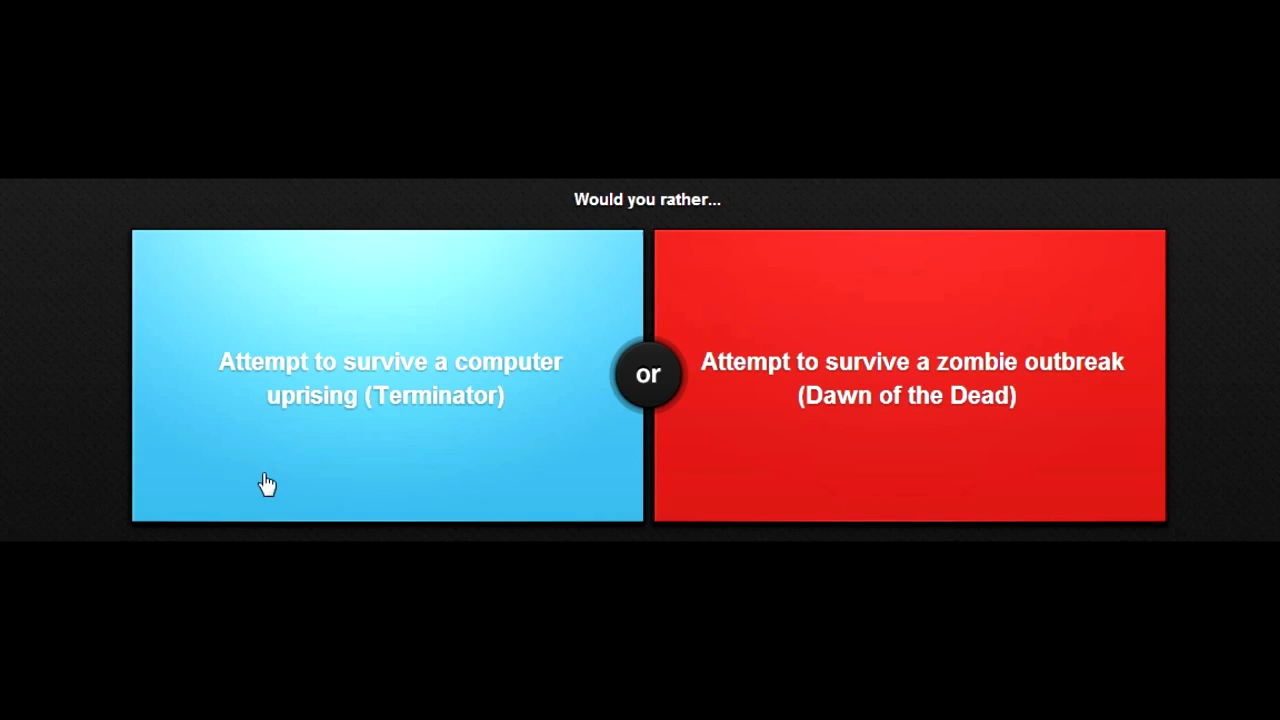 Would you rather...
Attempt to survive a computer
uprising (Terminator)
or
Attempt to survive a zombie outbreak
(Dawn of the Dead)